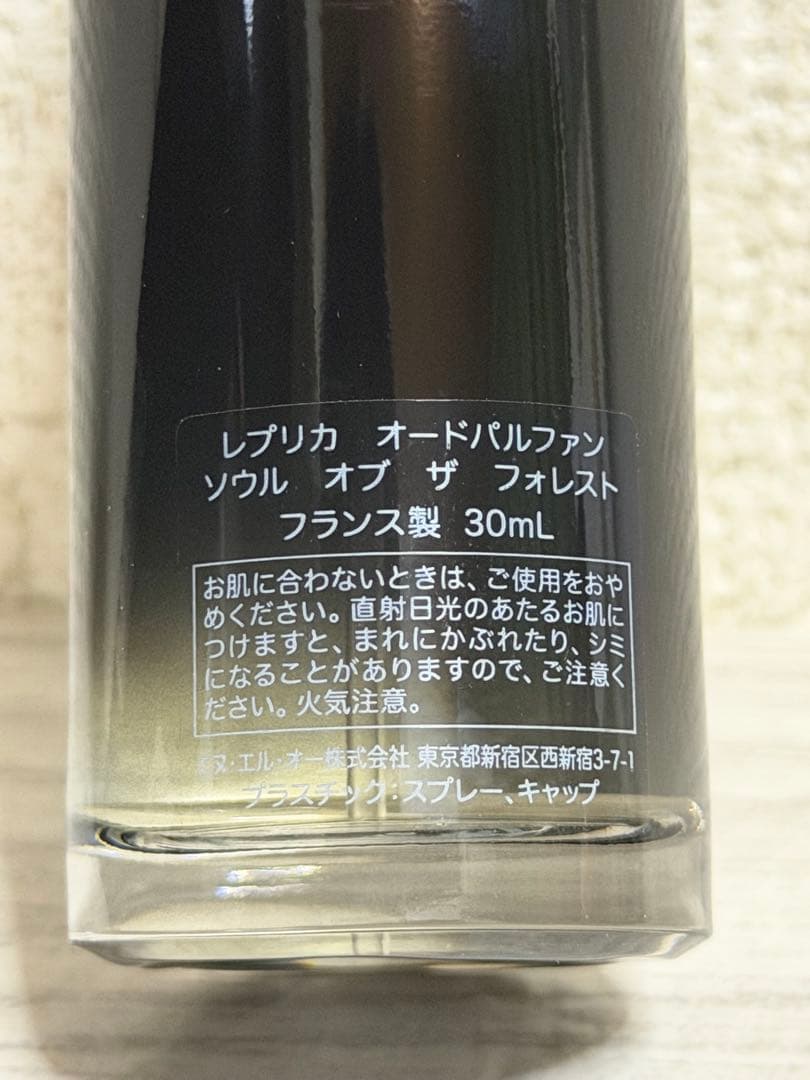 レプリカ オードパルファン
ソウル オブ ザ フォレスト
フランス製 30mL
お肌に合わないときは、ご使用をおや
めください。直射日光のあたるお肌に
つけますと、まれにかぶれたり、シミ
になることがありますので、ご注意く
ださい。火気注意。
エヌ・エル・オー株式会社 東京都新宿区西新宿3-7-1
プラスチック：スプレー、キャップ